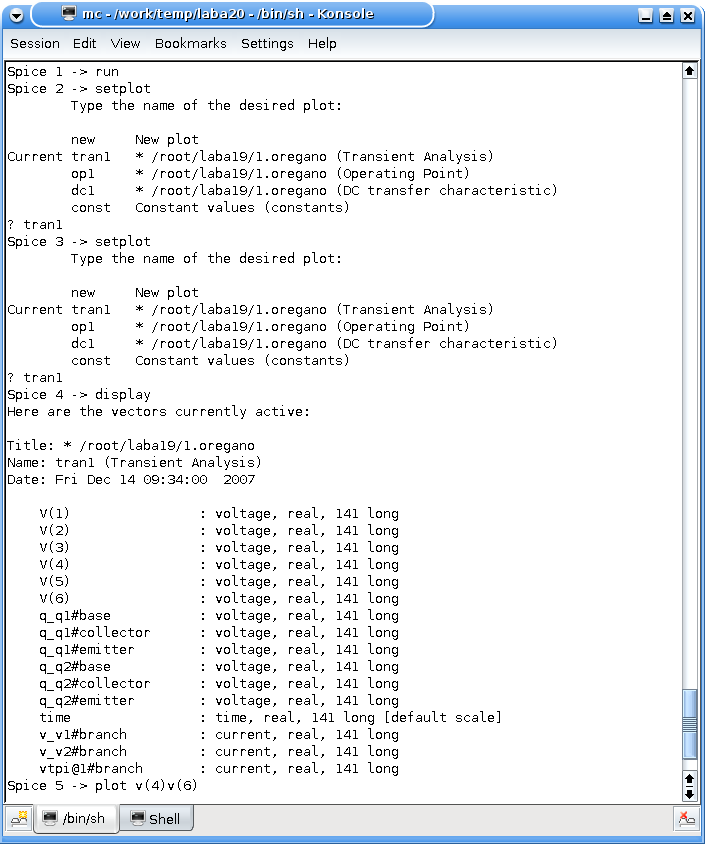 mc - /work/temp/laba20 - /bin/sh - Konsole
Session Edit View Bookmarks Settings Help
Spice 1 -> run
Spice 2 -> setplot
        Type the name of the desired plot:
        new     New plot
Current tran1   * /root/laba19/1.oregano (Transient Analysis)
        op1     * /root/laba19/1.oregano (Operating Point)
        dc1     * /root/laba19/1.oregano (DC transfer characteristic)
        const   Constant values (constants)
? tran1
Spice 3 -> setplot
        Type the name of the desired plot:
        new     New plot
Current tran1   * /root/laba19/1.oregano (Transient Analysis)
        op1     * /root/laba19/1.oregano (Operating Point)
        dc1     * /root/laba19/1.oregano (DC transfer characteristic)
        const   Constant values (constants)
? tran1
Spice 4 -> display
Here are the vectors currently active:
Title: * /root/laba19/1.oregano
Name: tran1 (Transient Analysis)
Date: Fri Dec 14 09:34:00  2007
    V(1)                : voltage, real, 141 long
    V(2)                : voltage, real, 141 long
    V(3)                : voltage, real, 141 long
    V(4)                : voltage, real, 141 long
    V(5)                : voltage, real, 141 long
    V(6)                : voltage, real, 141 long
    q_q1#base           : voltage, real, 141 long
    q_q1#collector      : voltage, real, 141 long
    q_q1#emitter        : voltage, real, 141 long
    q_q2#base           : voltage, real, 141 long
    q_q2#collector      : voltage, real, 141 long
    q_q2#emitter        : voltage, real, 141 long
    time                : time, real, 141 long [default scale]
    v_v1#branch         : current, real, 141 long
    v_v2#branch         : current, real, 141 long
    vtpi@1#branch       : current, real, 141 long
Spice 5 -> plot v(4)v(6)
/bin/sh Shell